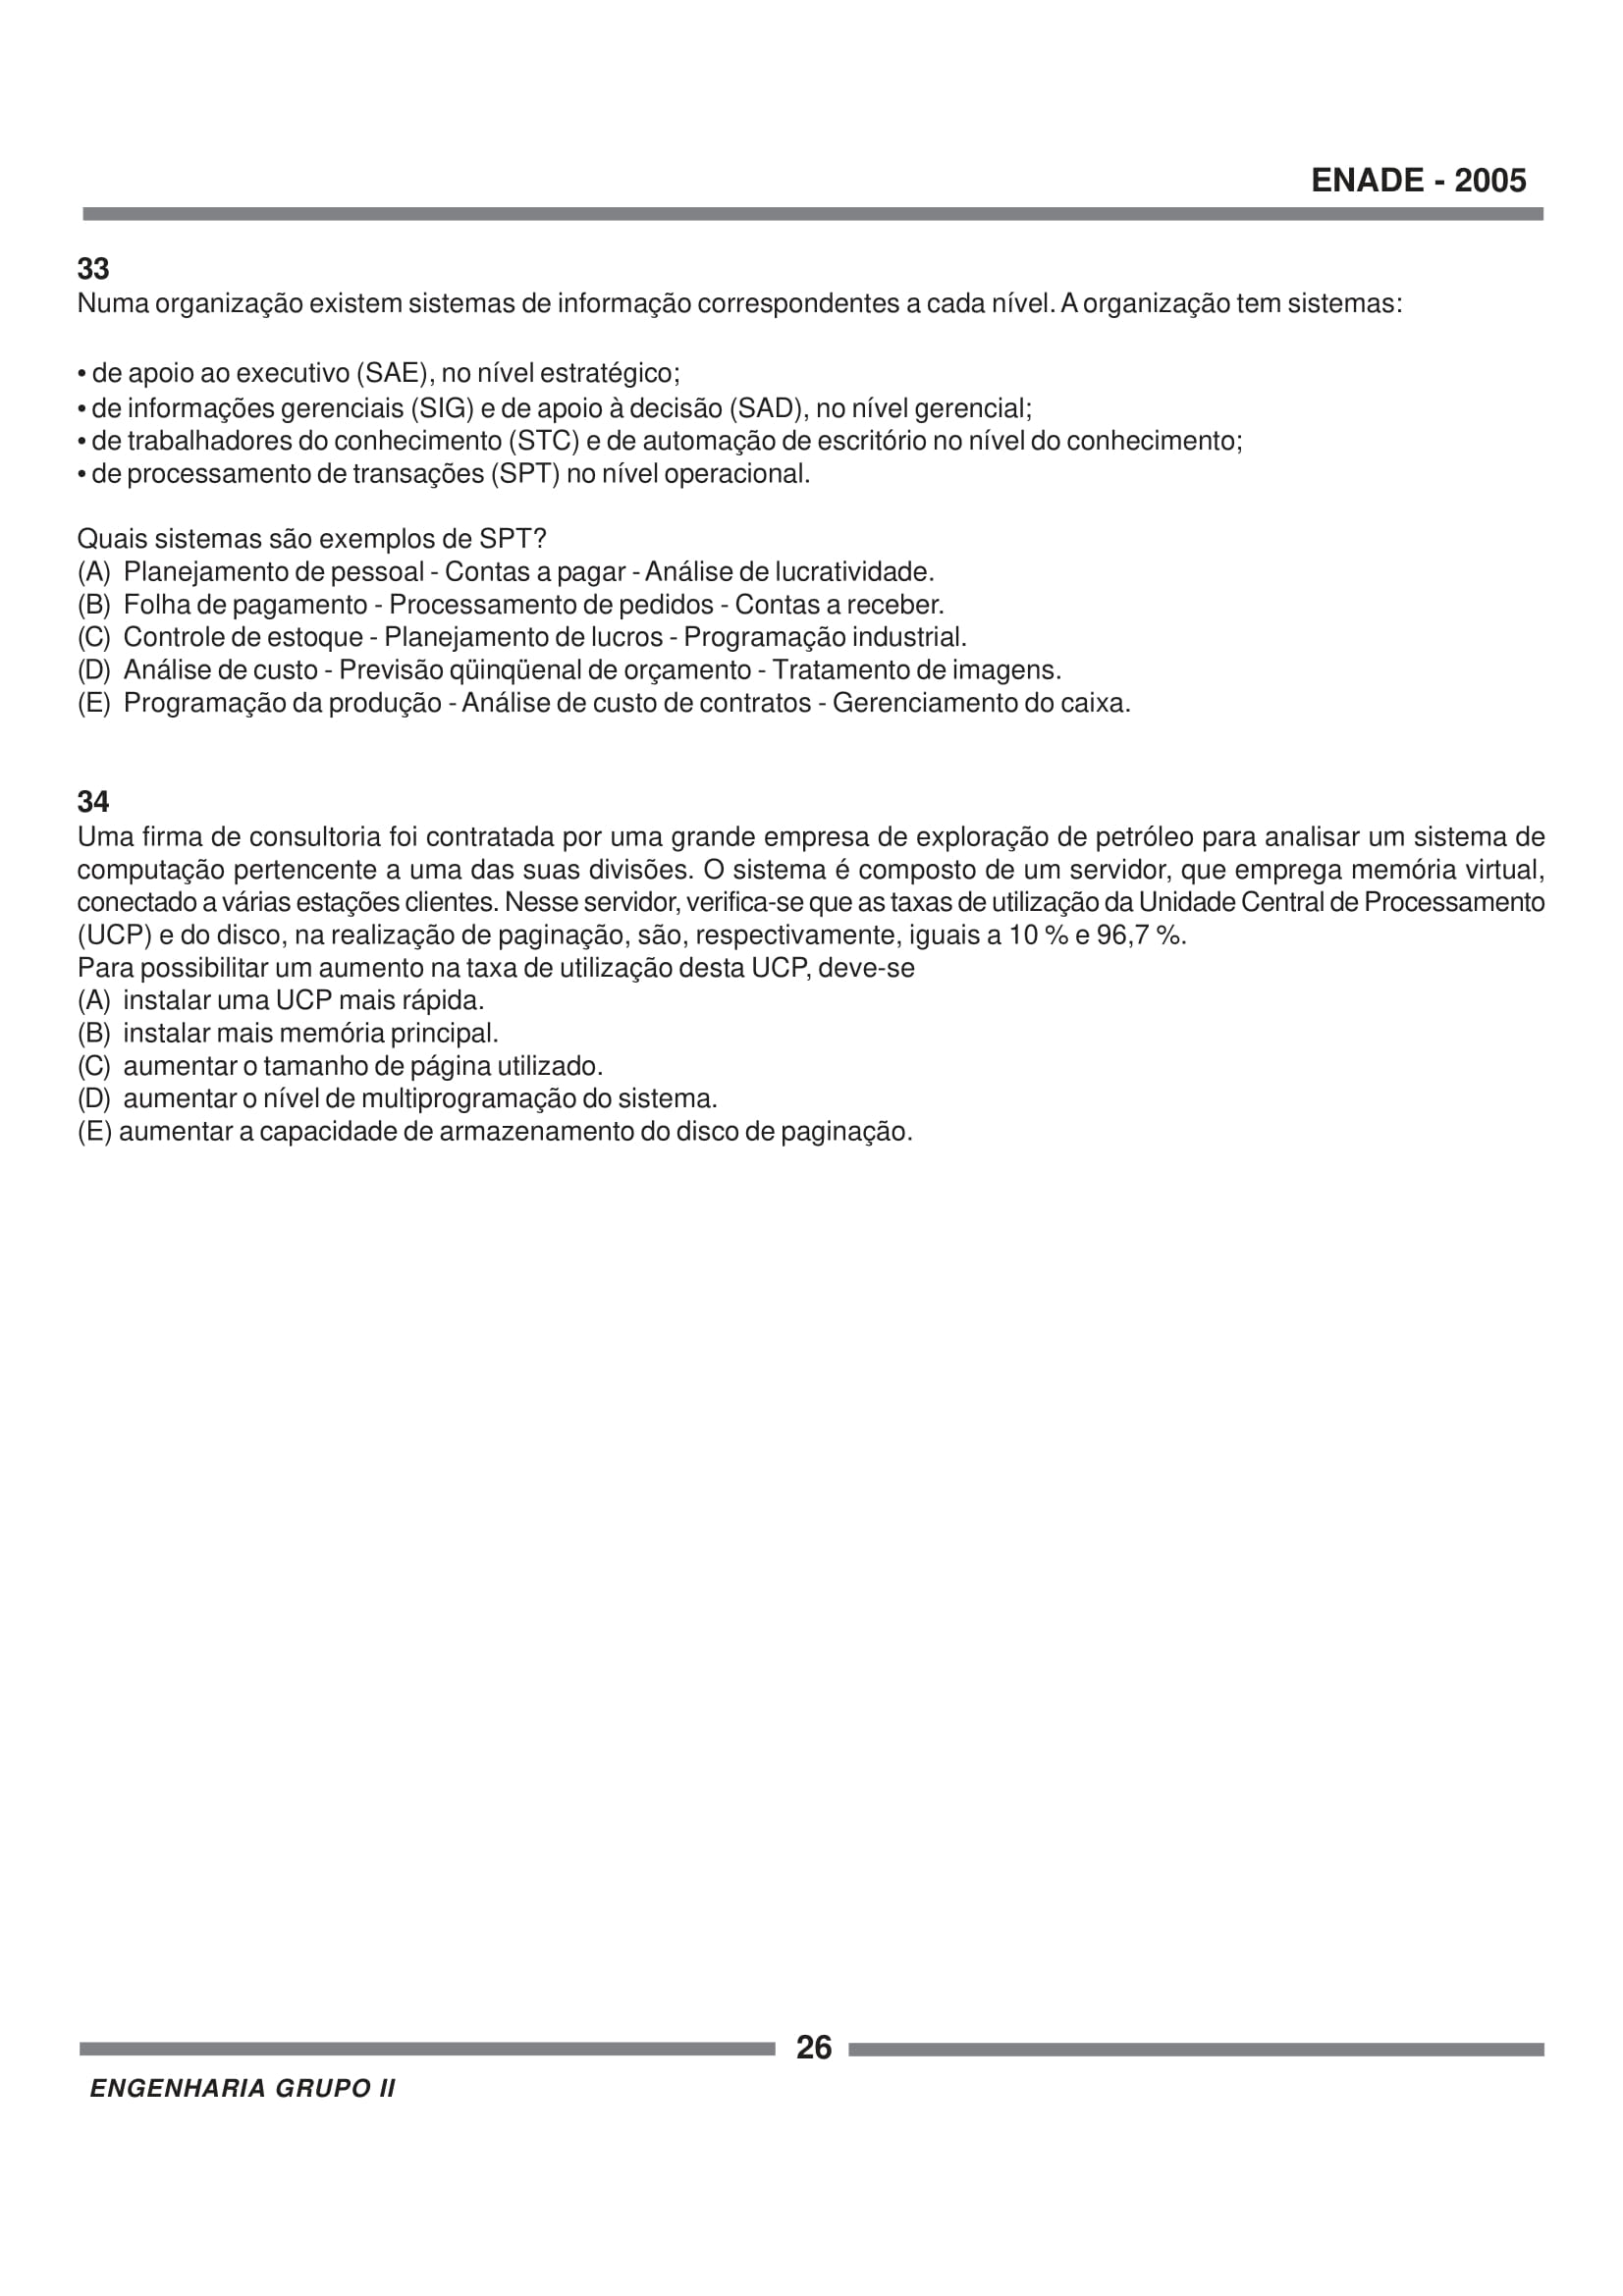 ENADE - 2005
33
Numa organização existem sistemas de informação correspondentes a cada nível. A organização tem sistemas:
• de apoio ao executivo (SAE), no nível estratégico;
• de informações gerenciais (SIG) e de apoio à decisão (SAD), no nível gerencial;
• de trabalhadores do conhecimento (STC) e de automação de escritório no nível do conhecimento;
• de processamento de transações (SPT) no nível operacional.
Quais sistemas são exemplos de SPT?
(A) Planejamento de pessoal - Contas a pagar - Análise de lucratividade.
(B) Folha de pagamento - Processamento de pedidos - Contas a receber.
(C) Controle de estoque - Planejamento de lucros - Programação industrial.
(D) Análise de custo - Previsão qüinqüenal de orçamento - Tratamento de imagens.
(E) Programação da produção - Análise de custo de contratos - Gerenciamento do caixa.
34
Uma firma de consultoria foi contratada por uma grande empresa de exploração de petróleo para analisar um sistema de
computação pertencente a uma das suas divisões. O sistema é composto de um servidor, que emprega memória virtual,
conectado a várias estações clientes. Nesse servidor, verifica-se que as taxas de utilização da Unidade Central de Processamento
(UCP) e do disco, na realização de paginação, são, respectivamente, iguais a 10 % e 96,7 %.
Para possibilitar um aumento na taxa de utilização desta UCP, deve-se
(A) instalar uma UCP mais rápida.
(B) instalar mais memória principal.
(C) aumentar o tamanho de página utilizado.
(D) aumentar o nível de multiprogramação do sistema.
(E) aumentar a capacidade de armazenamento do disco de paginação.
26
ENGENHARIA GRUPO II